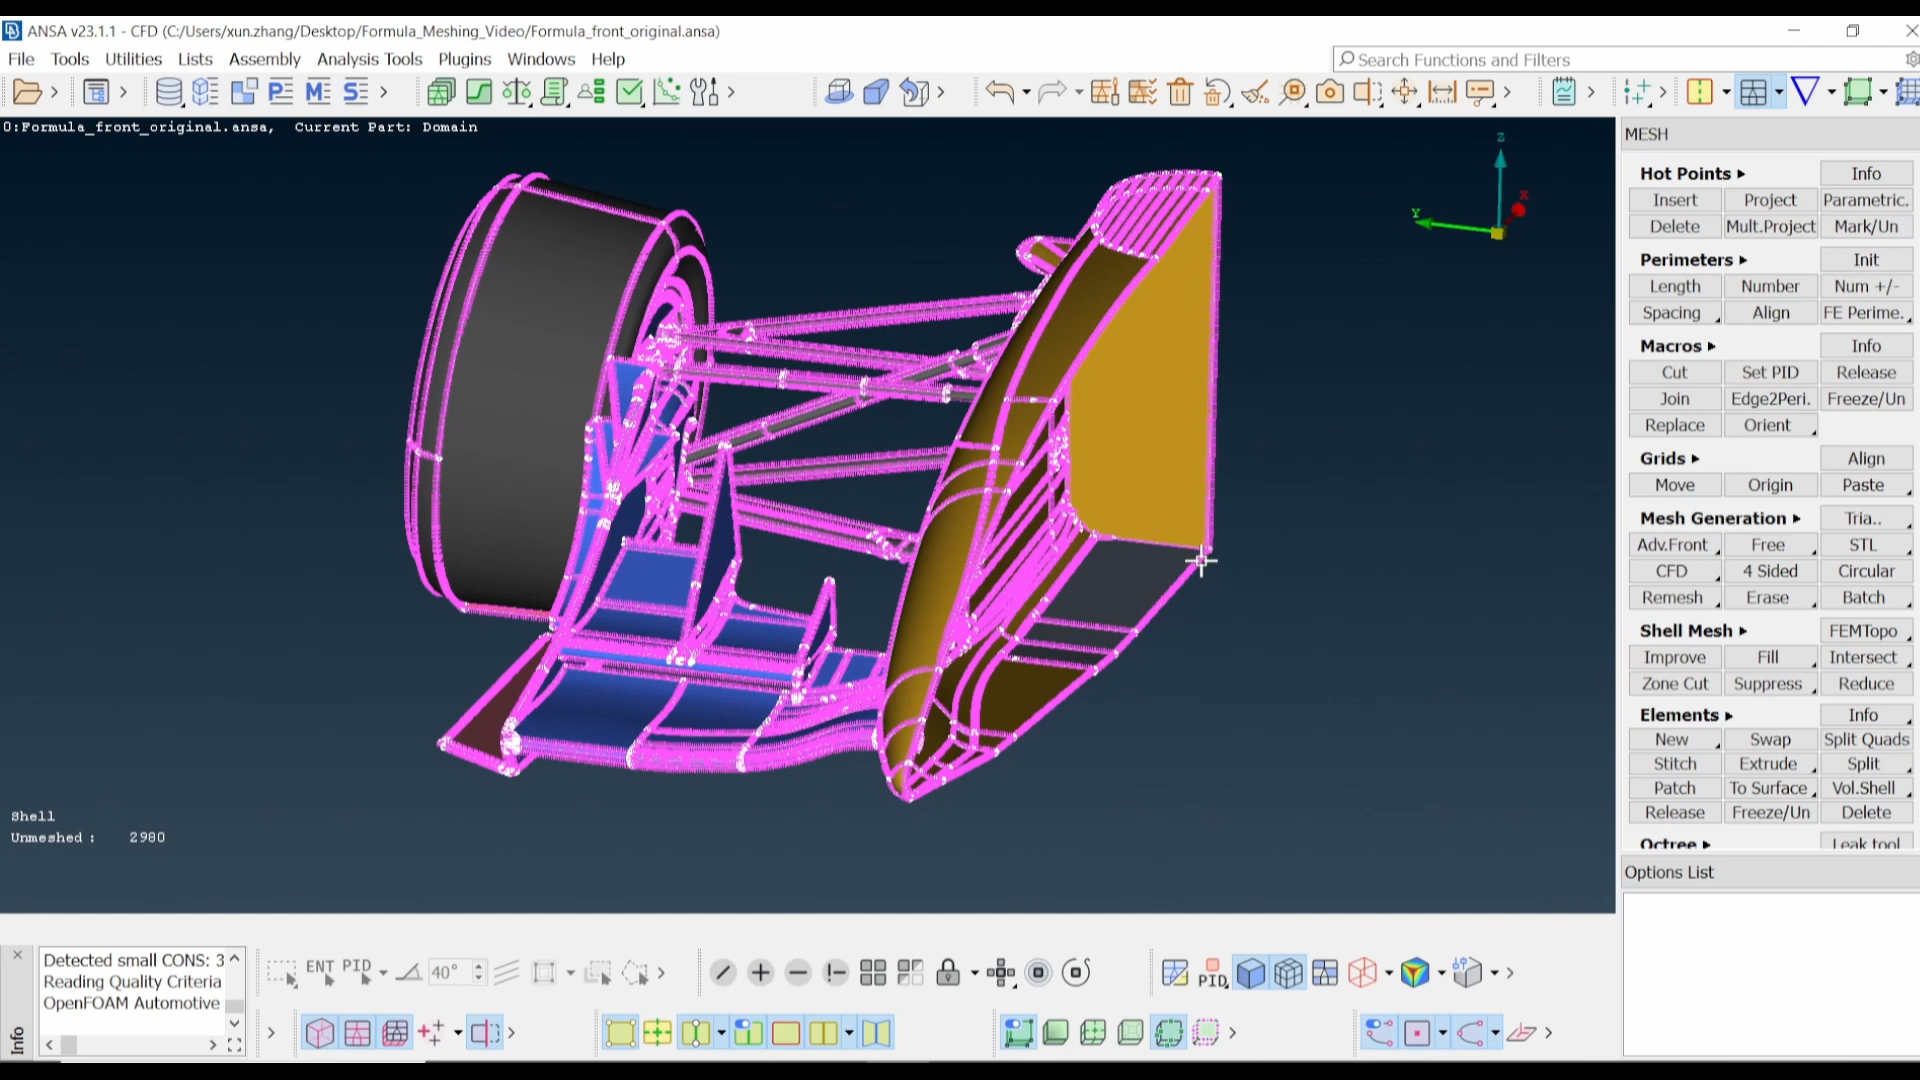 ANSA v23.1.1 - CFD (C:/Users/xun.zhang/Desktop/Formula_Meshing_Video/Formula_front_original.ansa)
File Tools Utilities Lists Assembly Analysis Tools Plugins Windows Help
Search Functions and Filters
P M S
0:Formula_front_original.ansa, Current Part: Domain
Z
X
Y
Shell
Unmeshed : 2980
MESH
Hot Points Info
Insert Project Parametric.
Delete Mult.Project Mark/Un
Perimeters Init
Length Number Num +/-
Spacing Align FE Perime.
Macros Info
Cut Set PID Release
Join Edge2Peri. Freeze/Un
Replace Orient
Grids Align
Move Origin Paste
Mesh Generation Tria..
Adv.Front Free STL
CFD 4 Sided Circular
Remesh Erase Batch
Shell Mesh FEMTopo
Improve Fill Intersect
Zone Cut Suppress Reduce
Elements Info
New Swap Split Quads
Stitch Extrude Split
Patch To Surface Vol.Shell
Release Freeze/Un Delete
Octree Leak tool
Options List
Info
Detected small CONS: 3
Reading Quality Criteria
OpenFOAM Automotive
ENT PID 40° PID